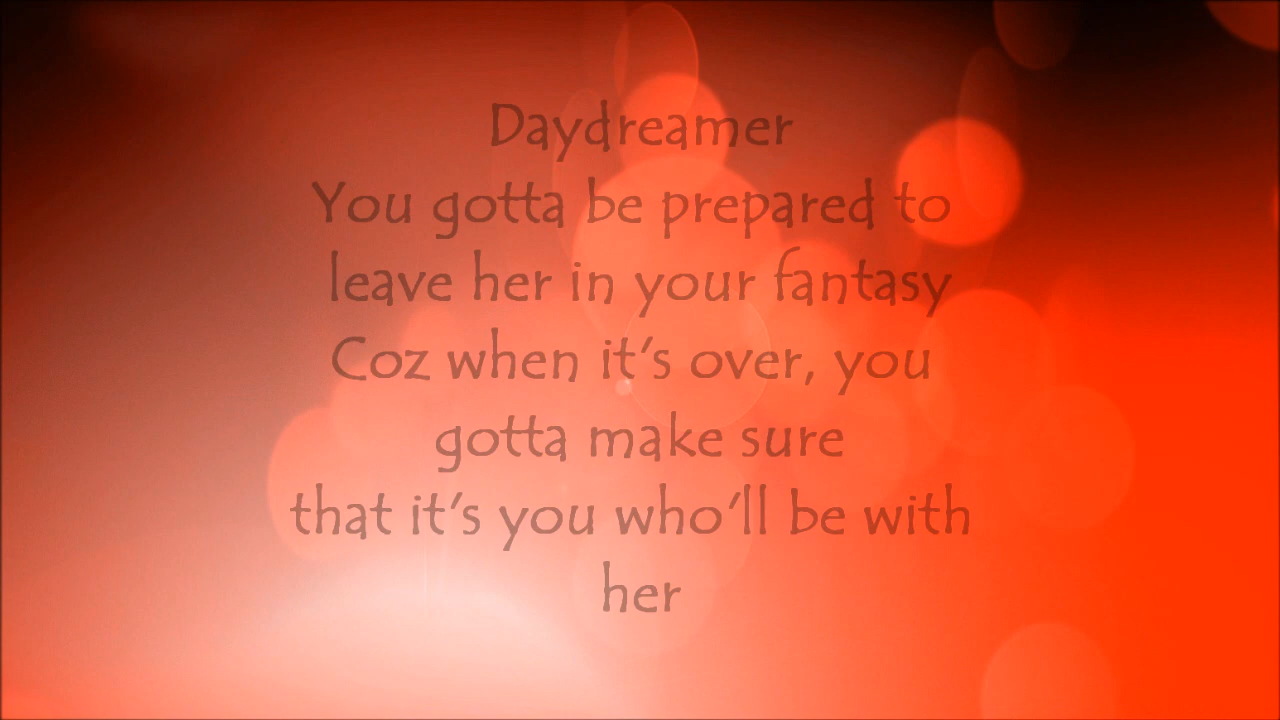 Daydreamer
You gotta be prepared to
leave her in your fantasy
Coz when it's over, you
gotta make sure
that it's you who'll be with
her